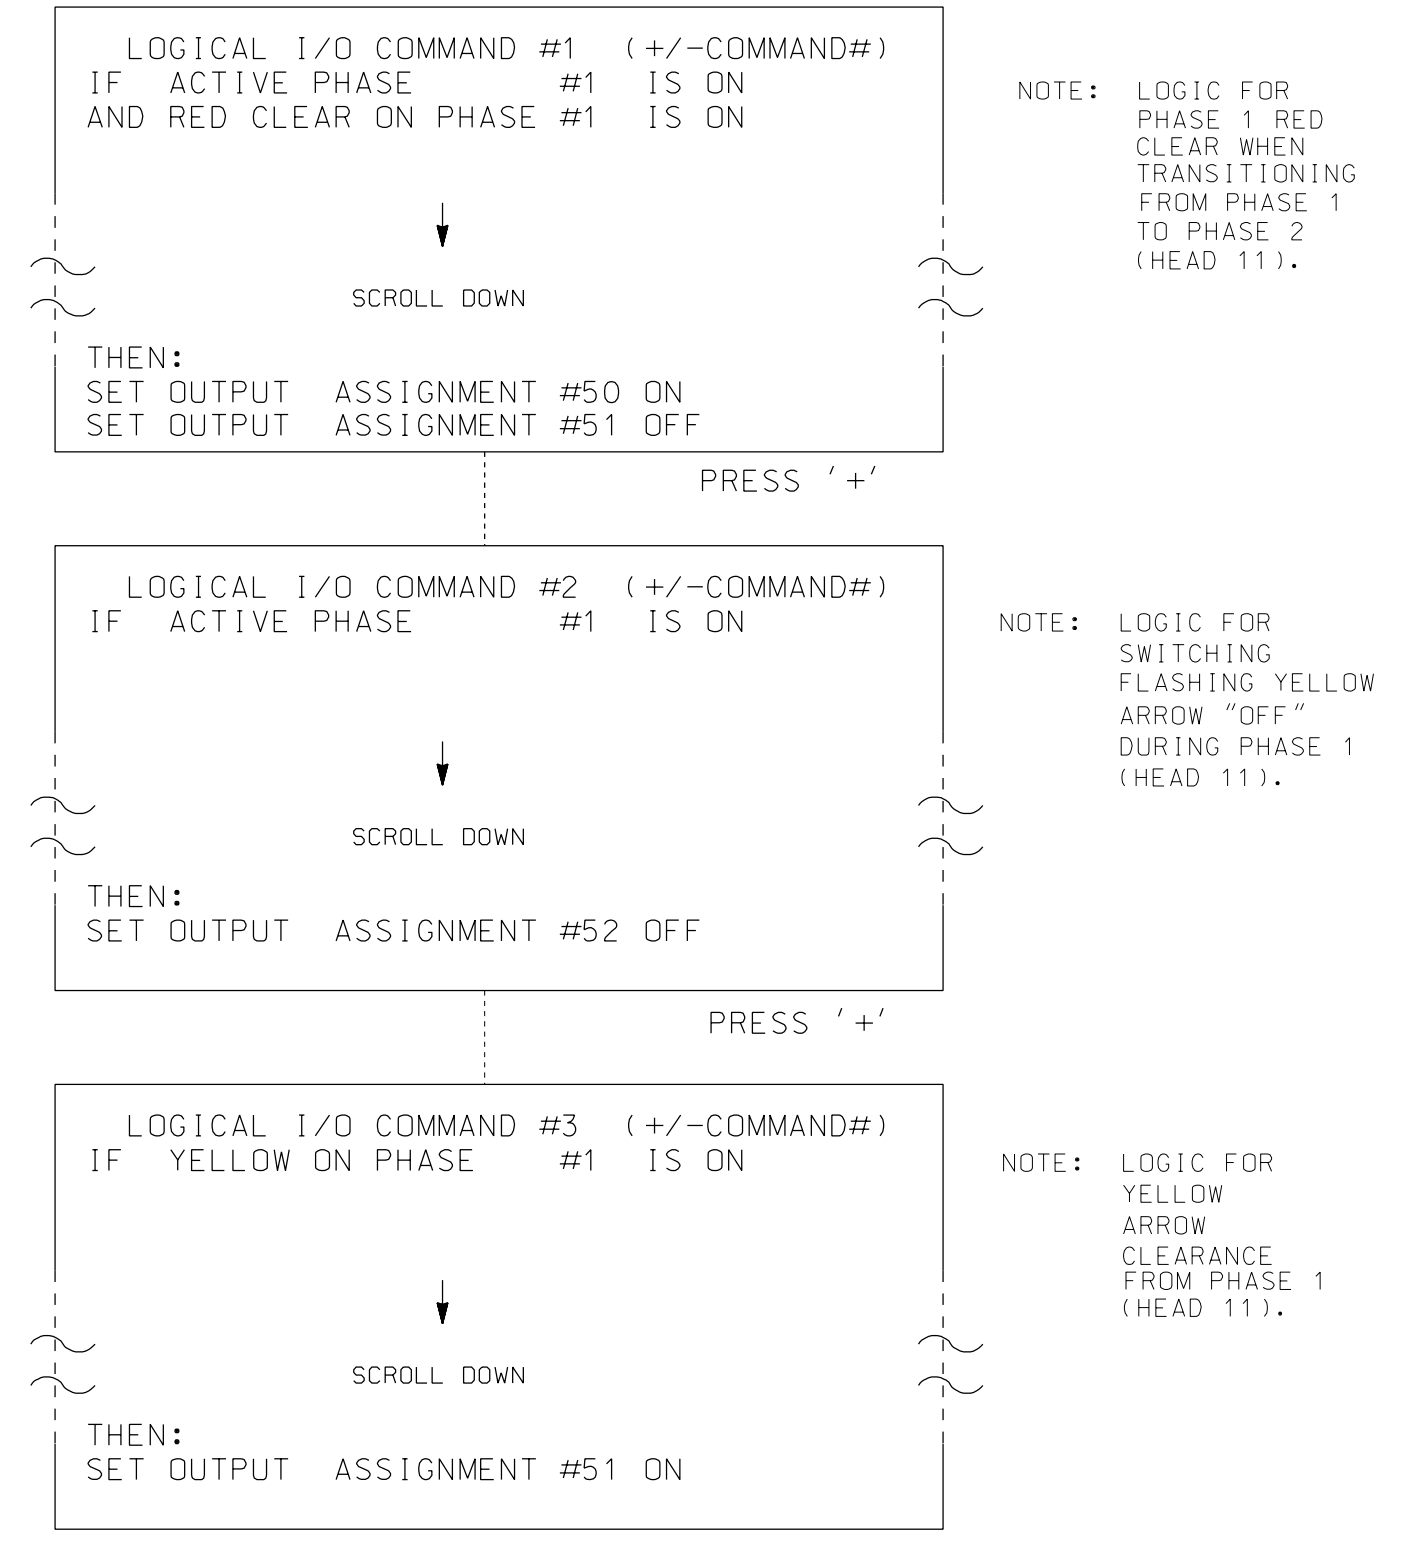 LOGICAL I/O COMMAND #1 (+/-COMMAND#)
IF ACTIVE PHASE #1 IS ON
AND RED CLEAR ON PHASE #1 IS ON
SCROLL DOWN
THEN:
SET OUTPUT ASSIGNMENT #50 ON
SET OUTPUT ASSIGNMENT #51 OFF
NOTE: LOGIC FOR
PHASE 1 RED
CLEAR WHEN
TRANSITIONING
FROM PHASE 1
TO PHASE 2
(HEAD 11).
PRESS '+'
LOGICAL I/O COMMAND #2 (+/-COMMAND#)
IF ACTIVE PHASE #1 IS ON
SCROLL DOWN
THEN:
SET OUTPUT ASSIGNMENT #52 OFF
NOTE: LOGIC FOR
SWITCHING
FLASHING YELLOW
ARROW "OFF"
DURING PHASE 1
(HEAD 11).
PRESS '+'
LOGICAL I/O COMMAND #3 (+/-COMMAND#)
IF YELLOW ON PHASE #1 IS ON
SCROLL DOWN
THEN:
SET OUTPUT ASSIGNMENT #51 ON
NOTE: LOGIC FOR
YELLOW
ARROW
CLEARANCE
FROM PHASE 1
(HEAD 11).